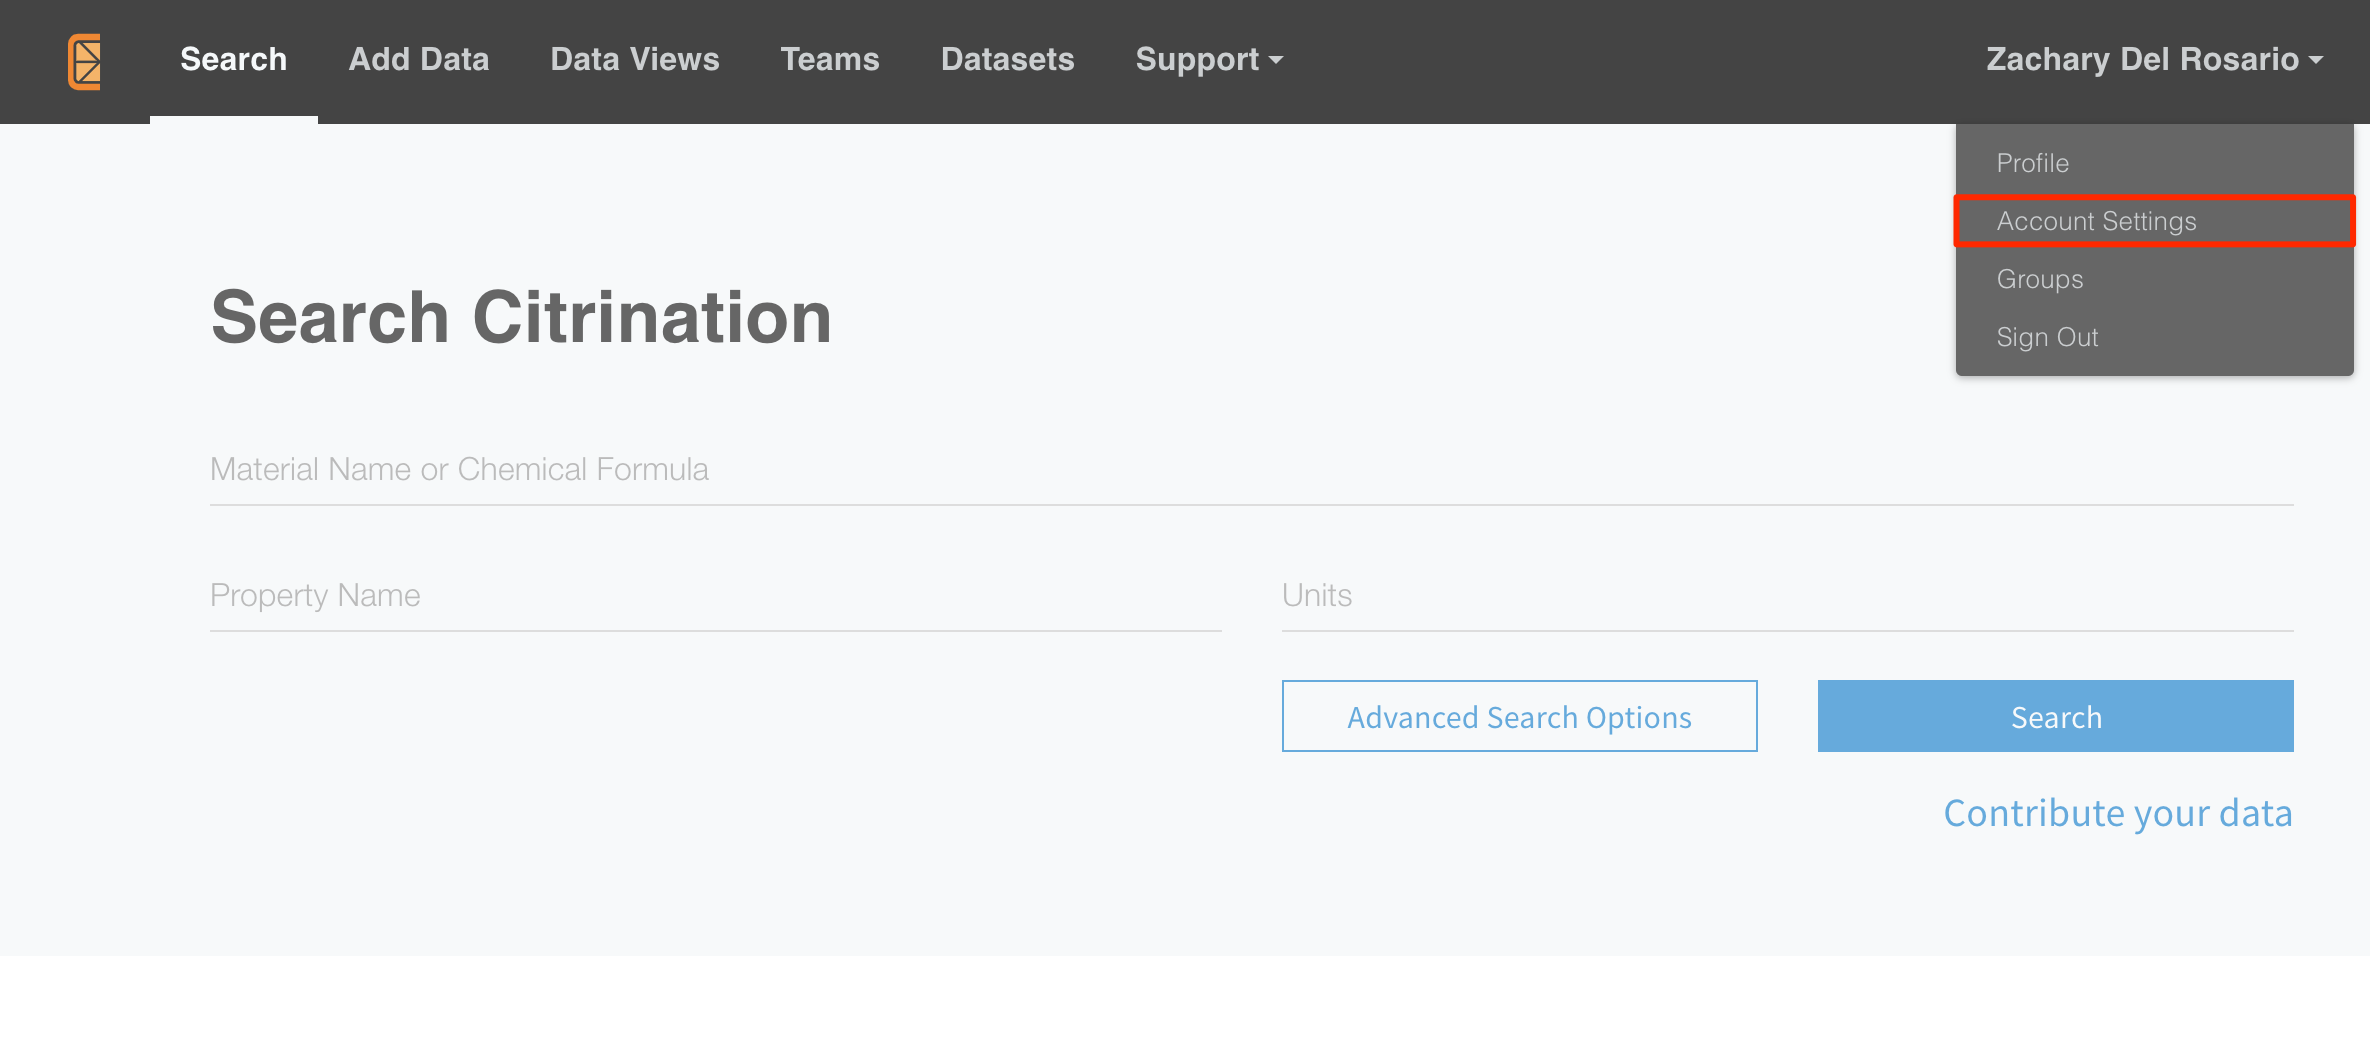 Search Add Data Data Views Teams Datasets Support Zachary Del Rosario
Profile
Account Settings
Groups
Sign Out
Search Citrination
Material Name or Chemical Formula
Property Name Units
Advanced Search Options Search
Contribute your data